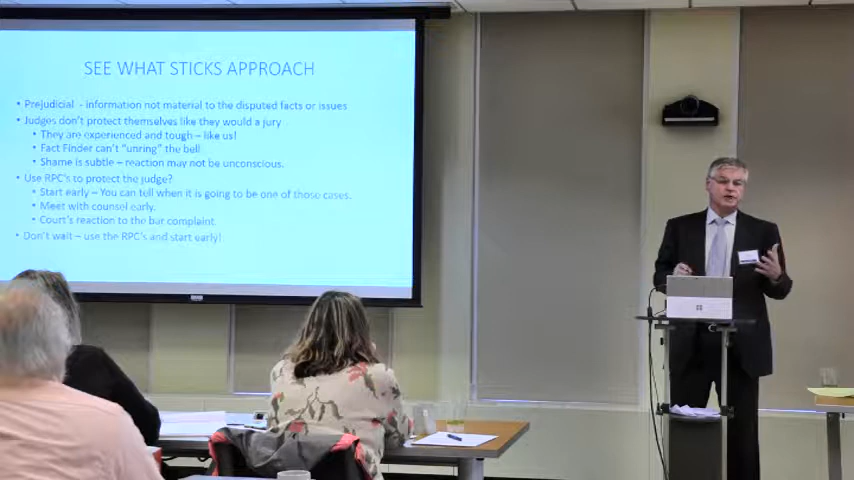 SEE WHAT STICKS APPROACH
• Prejudicial - information not material to the disputed facts or issues
• Judges don't protect themselves like they would a jury
• They are experienced and tough – like us!
• Fact Finder can't "unring" the bell
• Shame is subtle – reaction may not be unconscious.
• Use RPC's to protect the judge?
• Start early – You can tell when it is going to be one of those cases.
• Meet with counsel early.
• Court's reaction to the bar complaint.
• Don't wait – use the RPC's and start early!